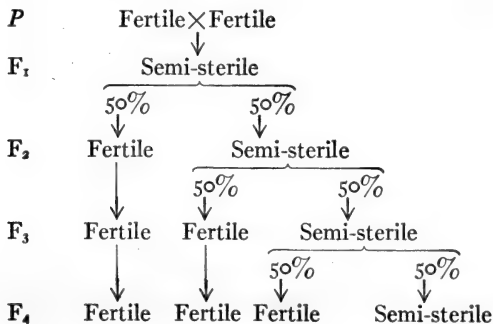 P Fertile×Fertile
F₁ Semi-sterile
50% 50%
F₂ Fertile Semi-sterile
50% 50%
F₃ Fertile Fertile Semi-sterile
50% 50%
F₄ Fertile Fertile Fertile Semi-sterile